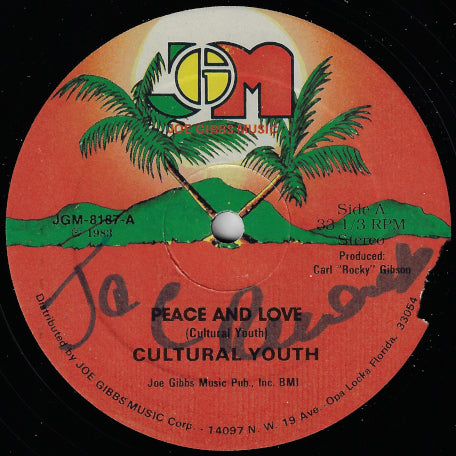 JGM
JOE GIBBS MUSIC
JGM-8187-A
© 1983
Side A
33 1/3 RPM
Stereo
Produced:
Carl "Rocky" Gibson
PEACE AND LOVE
(Cultural Youth)
CULTURAL YOUTH
Joe Gibbs Music Pub., Inc. BMI
Distributed by JOE GIBBS MUSIC Corp. - 14097 N. W. 19 Ave - Opa Locka Florida. 33054